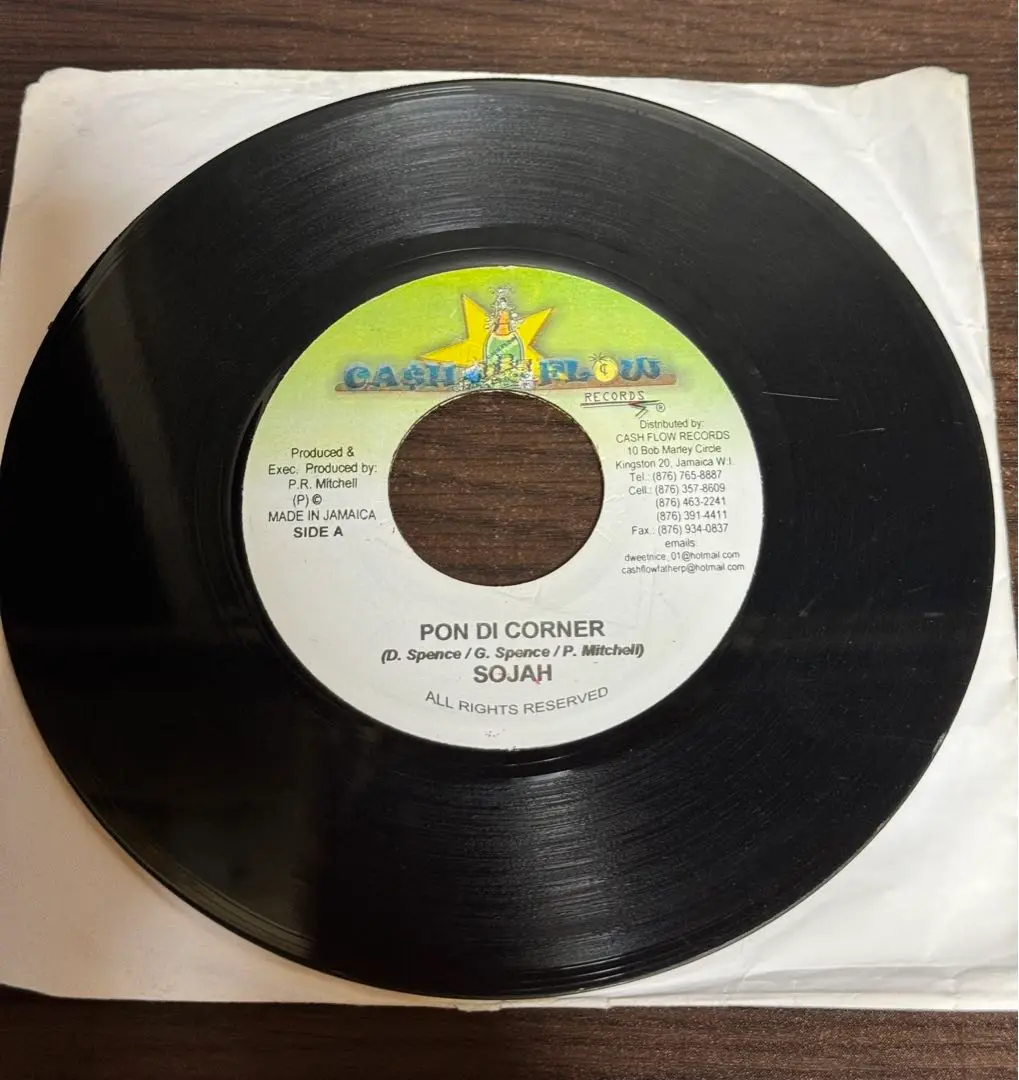 CA$H FLOW
RECORDS
®
Produced &
Exec. Produced by:
P.R. Mitchell
(P) ©
MADE IN JAMAICA
SIDE A
Distributed by:
CASH FLOW RECORDS
10 Bob Marley Circle
Kingston 20, Jamaica W.I.
Tel.: (876) 765-8887
Cell.: (876) 357-8609
(876) 463-2241
(876) 391-4411
Fax.: (876) 934-0837
emails:
dweetnice_01@hotmail.com
cashflowfatherp@hotmail.com
PON DI CORNER
(D. Spence / G. Spence / P. Mitchell)
SOJAH
ALL RIGHTS RESERVED